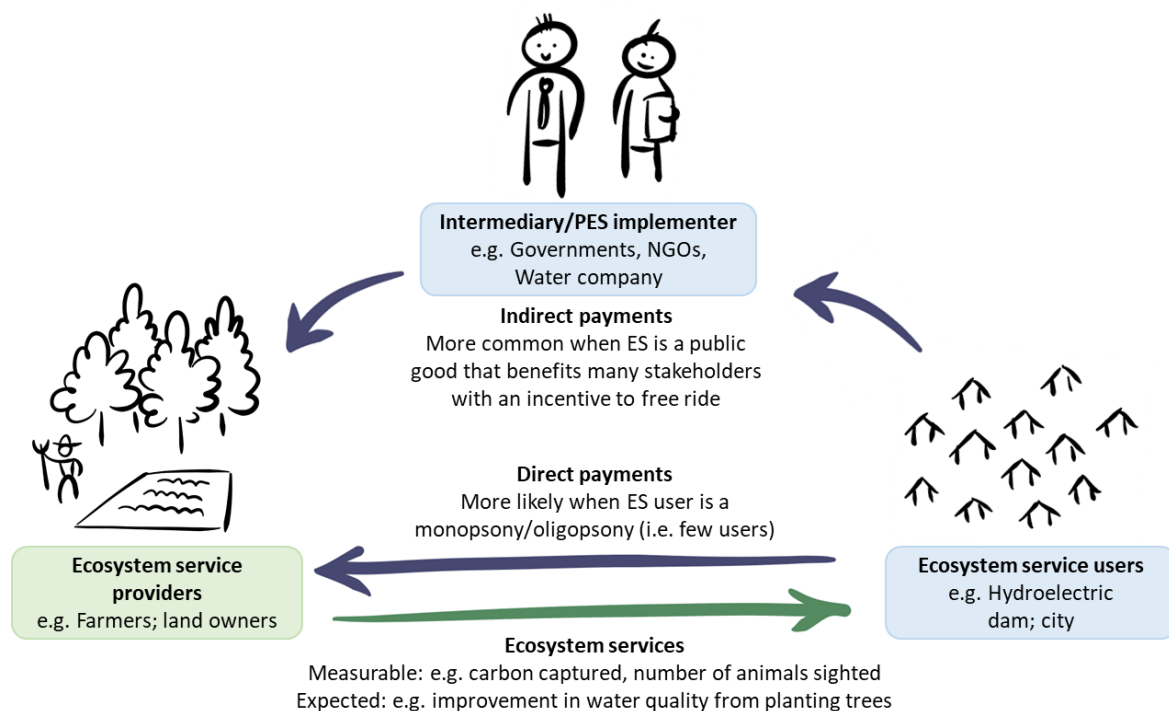 Intermediary/PES implementer
e.g. Governments, NGOs,
Water company
Indirect payments
More common when ES is a public
good that benefits many stakeholders
with an incentive to free ride
Direct payments
More likely when ES user is a
monopsony/oligopsony (i.e. few users)
Ecosystem service
providers
e.g. Farmers; land owners
Ecosystem service users
e.g. Hydroelectric
dam; city
Ecosystem services
Measurable: e.g. carbon captured, number of animals sighted
Expected: e.g. improvement in water quality from planting trees